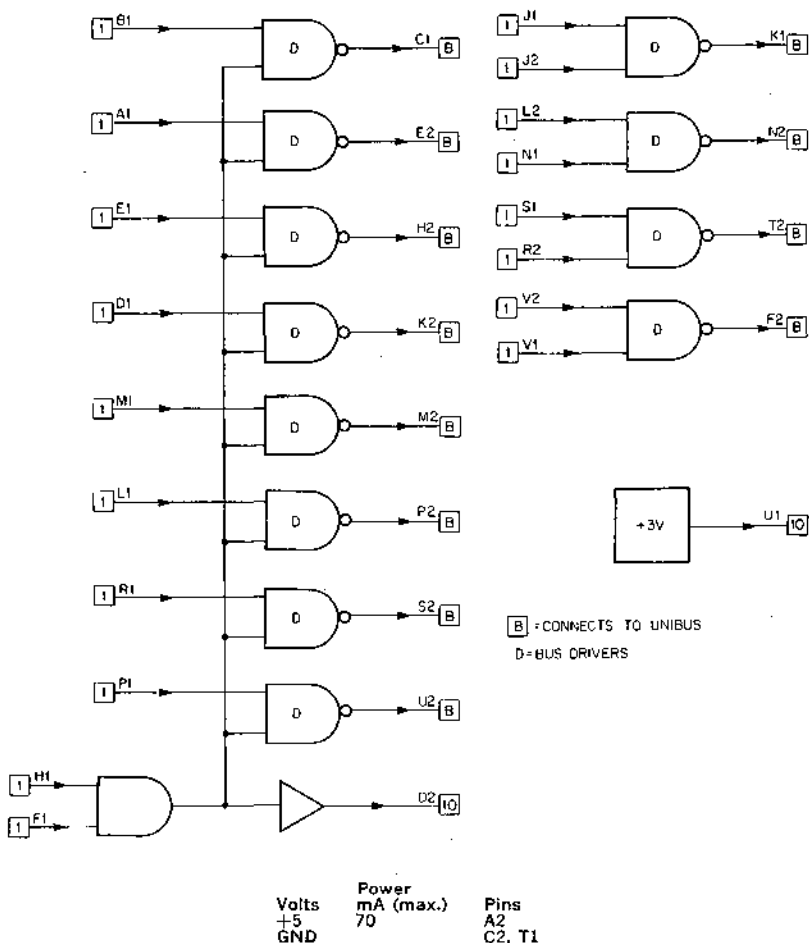 1 B1 D C1 B
1 A1 D E2 B
1 E1 D H2 B
1 D1 D K2 B
1 M1 D M2 B
1 L1 D P2 B
1 R1 D S2 B
1 P1 D U2 B
1 H1
1 F1
D2 10
1 J1
1 J2
D K1 B
1 L2
1 N1
D N2 B
1 S1
1 R2
D T2 B
1 V2
1 V1
D F2 B
+3V U1 10
B = CONNECTS TO UNIBUS
D = BUS DRIVERS
Power
Volts mA (max.) Pins
+5 70 A2
GND C2, T1